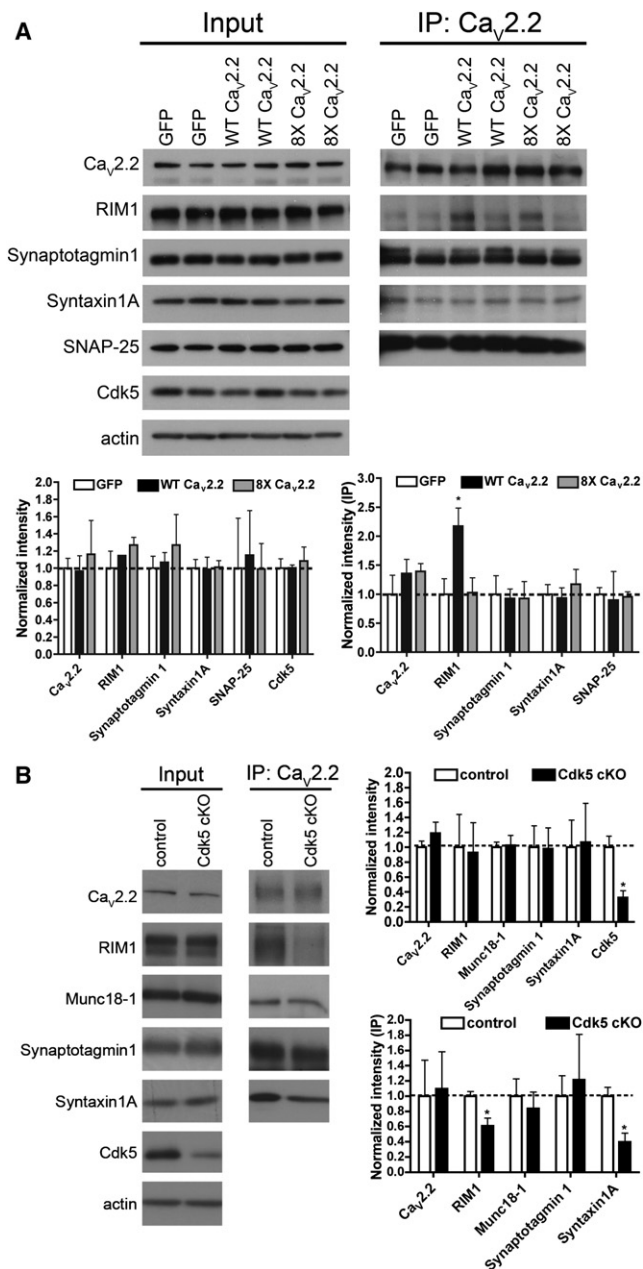 A
Input
IP: CaV2.2
GFP
GFP
WT CaV2.2
WT CaV2.2
8X CaV2.2
8X CaV2.2
GFP
GFP
WT CaV2.2
WT CaV2.2
8X CaV2.2
8X CaV2.2
CaV2.2
RIM1
Synaptotagmin1
Syntaxin1A
SNAP-25
Cdk5
actin
GFP WT CaV2.2 8X CaV2.2
Normalized intensity
2.0
1.8
1.6
1.4
1.2
1.0
0.8
0.6
0.4
0.2
0.0
CaV2.2
RIM1
Synaptotagmin 1
Syntaxin1A
SNAP-25
Cdk5
GFP WT CaV2.2 8X CaV2.2
Normalized intensity (IP)
3.0
2.5
2.0
1.5
1.0
0.5
0.0
*
CaV2.2
RIM1
Synaptotagmin 1
Syntaxin1A
SNAP-25
B
Input
IP: CaV2.2
control
Cdk5 cKO
control
Cdk5 cKO
CaV2.2
RIM1
Munc18-1
Synaptotagmin1
Syntaxin1A
Cdk5
actin
control Cdk5 cKO
Normalized intensity
2.0
1.8
1.6
1.4
1.2
1.0
0.8
0.6
0.4
0.2
0.0
*
CaV2.2
RIM1
Munc18-1
Synaptotagmin 1
Syntaxin1A
Cdk5
control Cdk5 cKO
Normalized intensity (IP)
2.0
1.8
1.6
1.4
1.2
1.0
0.8
0.6
0.4
0.2
0.0
*
*
CaV2.2
RIM1
Munc18-1
Synaptotagmin 1
Syntaxin1A